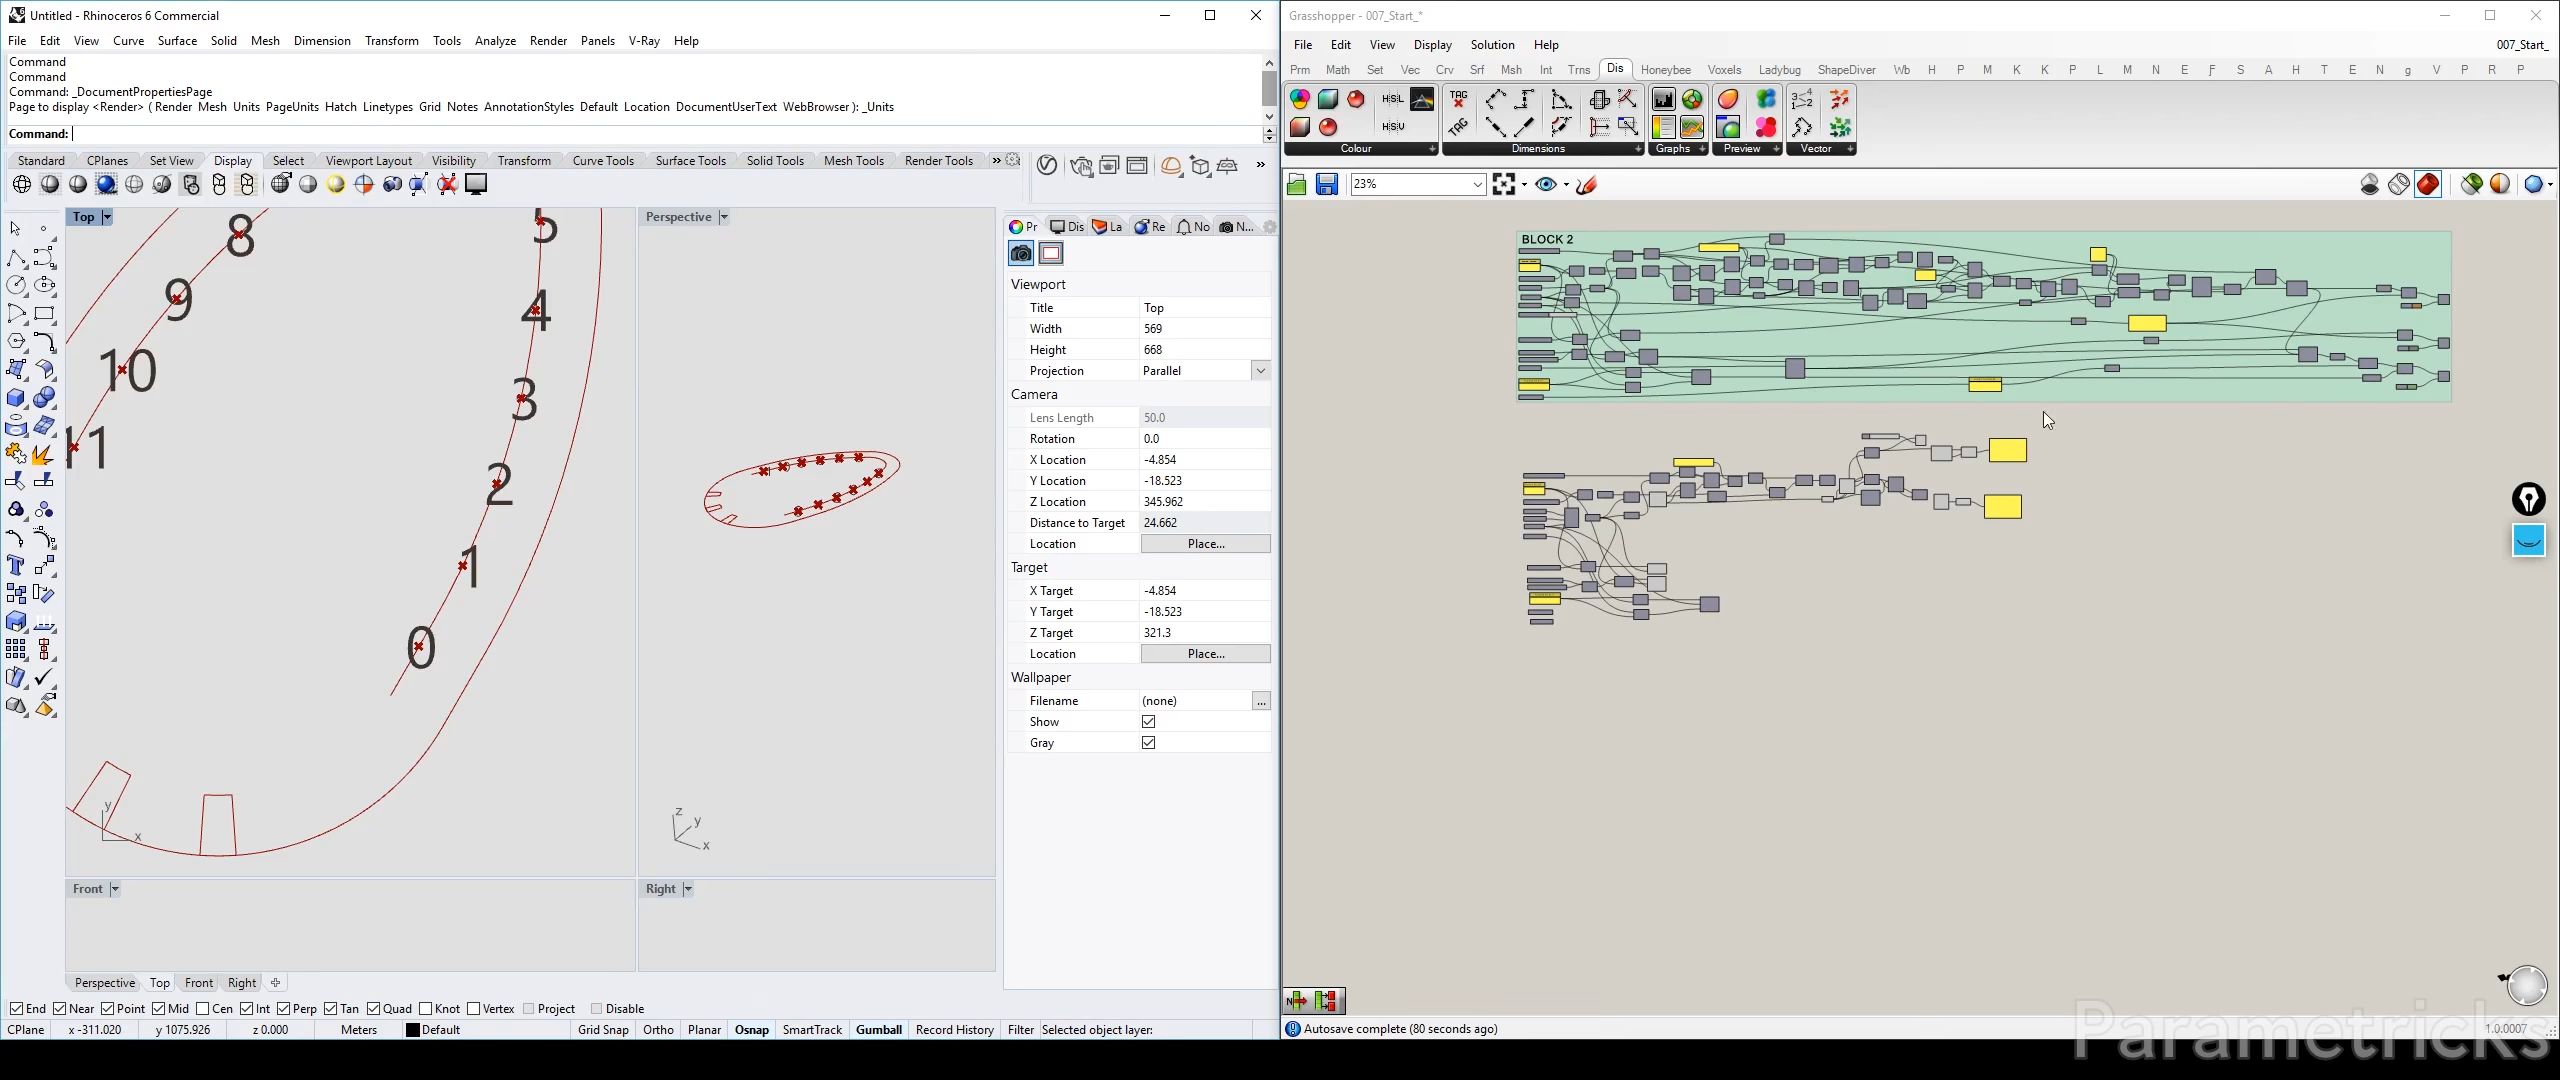 Untitled - Rhinoceros 6 Commercial
File Edit View Curve Surface Solid Mesh Dimension Transform Tools Analyze Render Panels V-Ray Help
Command
Command
Command: _DocumentPropertiesPage
Page to display <Render> ( Render Mesh Units PageUnits Hatch Linetypes Grid Notes AnnotationStyles Default Location DocumentUserText WebBrowser ): _Units
Command:
Standard CPlanes Set View Display Select Viewport Layout Visibility Transform Curve Tools Surface Tools Solid Tools Mesh Tools Render Tools »
Top
Perspective
8
5
9
4
10
3
11
2
1
0
y
x
z
y
x
Front
Right
Perspective Top Front Right
Pr Dis La Re No N...
Viewport
Title Top
Width 569
Height 668
Projection Parallel
Camera
Lens Length 50.0
Rotation 0.0
X Location -4.854
Y Location -18.523
Z Location 345.962
Distance to Target 24.662
Location Place...
Target
X Target -4.854
Y Target -18.523
Z Target 321.3
Location Place...
Wallpaper
Filename (none) ...
Show
Gray
End Near Point Mid Cen Int Perp Tan Quad Knot Vertex Project Disable
CPlane x -311.020 y 1075.926 z 0.000 Meters Default Grid Snap Ortho Planar Osnap SmartTrack Gumball Record History Filter Selected object layer:
Grasshopper - 007_Start_*
File Edit View Display Solution Help 007_Start_
Prm Math Set Vec Crv Srf Msh Int Trns Dis Honeybee Voxels Ladybug ShapeDiver Wb H P M K K P L M N E F S A H T E N g V P R P
H S L
H S V
TAG
TAG
Colour Dimensions Graphs Preview Vector
23%
BLOCK 2
Autosave complete (80 seconds ago)
1.0.0007
Parametricks